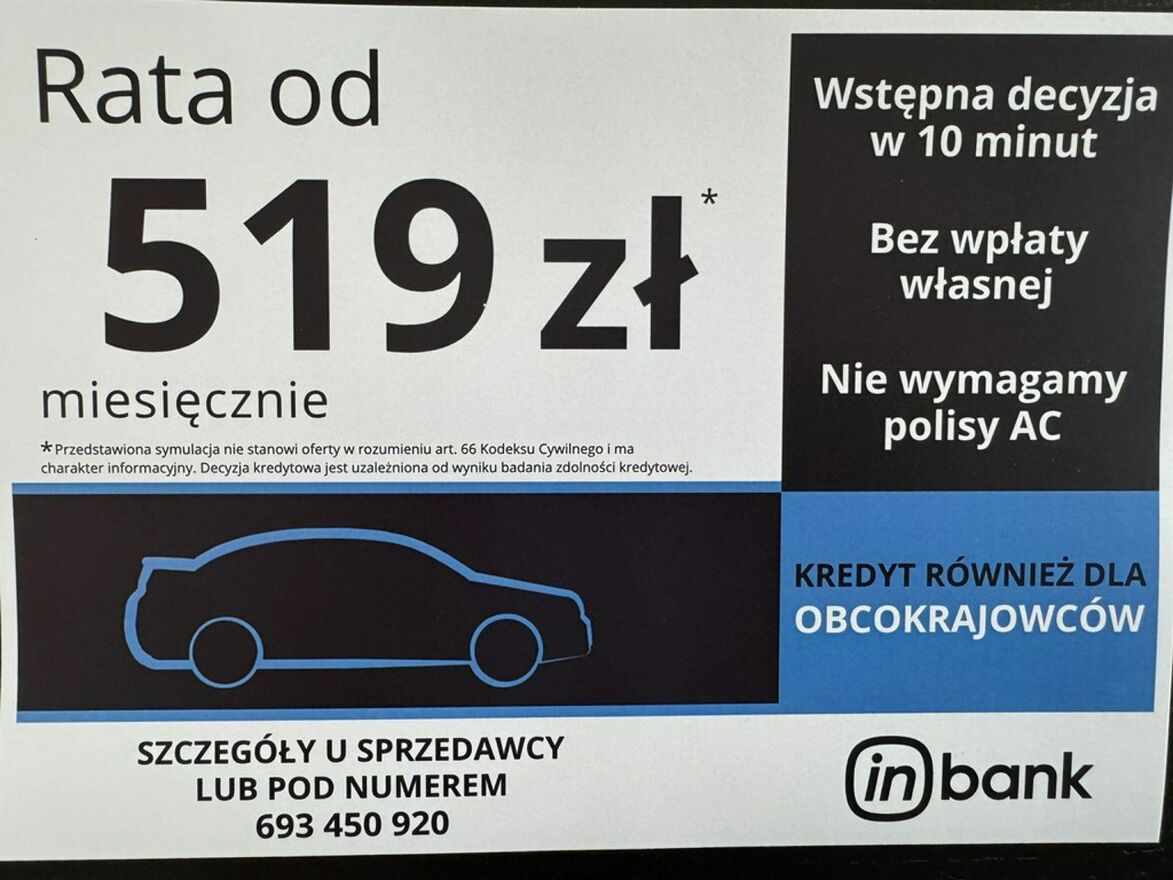 Rata od
519 zł*
miesięcznie
*Przedstawiona symulacja nie stanowi oferty w rozumieniu art. 66 Kodeksu Cywilnego i ma
charakter informacyjny. Decyzja kredytowa jest uzależniona od wyniku badania zdolności kredytowej.
Wstępna decyzja
w 10 minut
Bez wpłaty
własnej
Nie wymagamy
polisy AC
KREDYT RÓWNIEŻ DLA
OBCOKRAJOWCÓW
SZCZEGÓŁY U SPRZEDAWCY
LUB POD NUMEREM
693 450 920
inbank